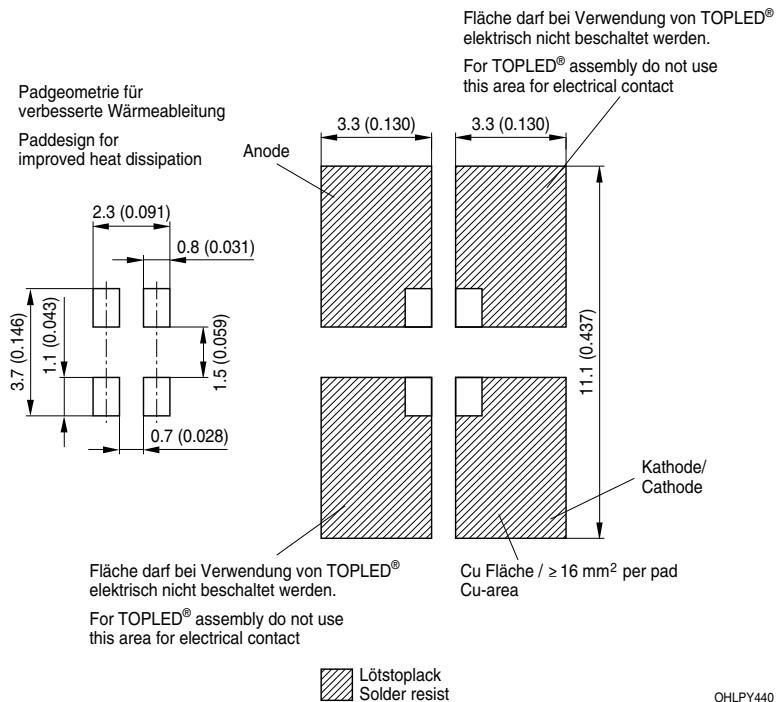 Fläche darf bei Verwendung von TOPLED®
elektrisch nicht beschaltet werden.
For TOPLED® assembly do not use
this area for electrical contact
Padgeometrie für
verbesserte Wärmeableitung
Paddesign for
improved heat dissipation
Anode
3.3 (0.130)
3.3 (0.130)
2.3 (0.091)
0.8 (0.031)
3.7 (0.146)
1.1 (0.043)
1.5 (0.059)
0.7 (0.028)
11.1 (0.437)
Kathode/
Cathode
Fläche darf bei Verwendung von TOPLED®
elektrisch nicht beschaltet werden.
For TOPLED® assembly do not use
this area for electrical contact
Cu Fläche / ≥ 16 mm² per pad
Cu-area
Lötstoplack
Solder resist
OHLPY440